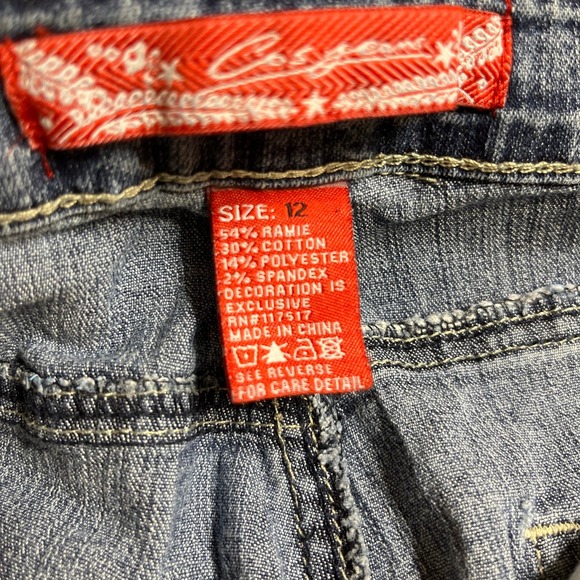 SIZE: 12
54% RAMIE
30% COTTON
14% POLYESTER
2% SPANDEX
DECORATION IS
EXCLUSIVE
RN#117517
MADE IN CHINA
SEE REVERSE
FOR CARE DETAIL